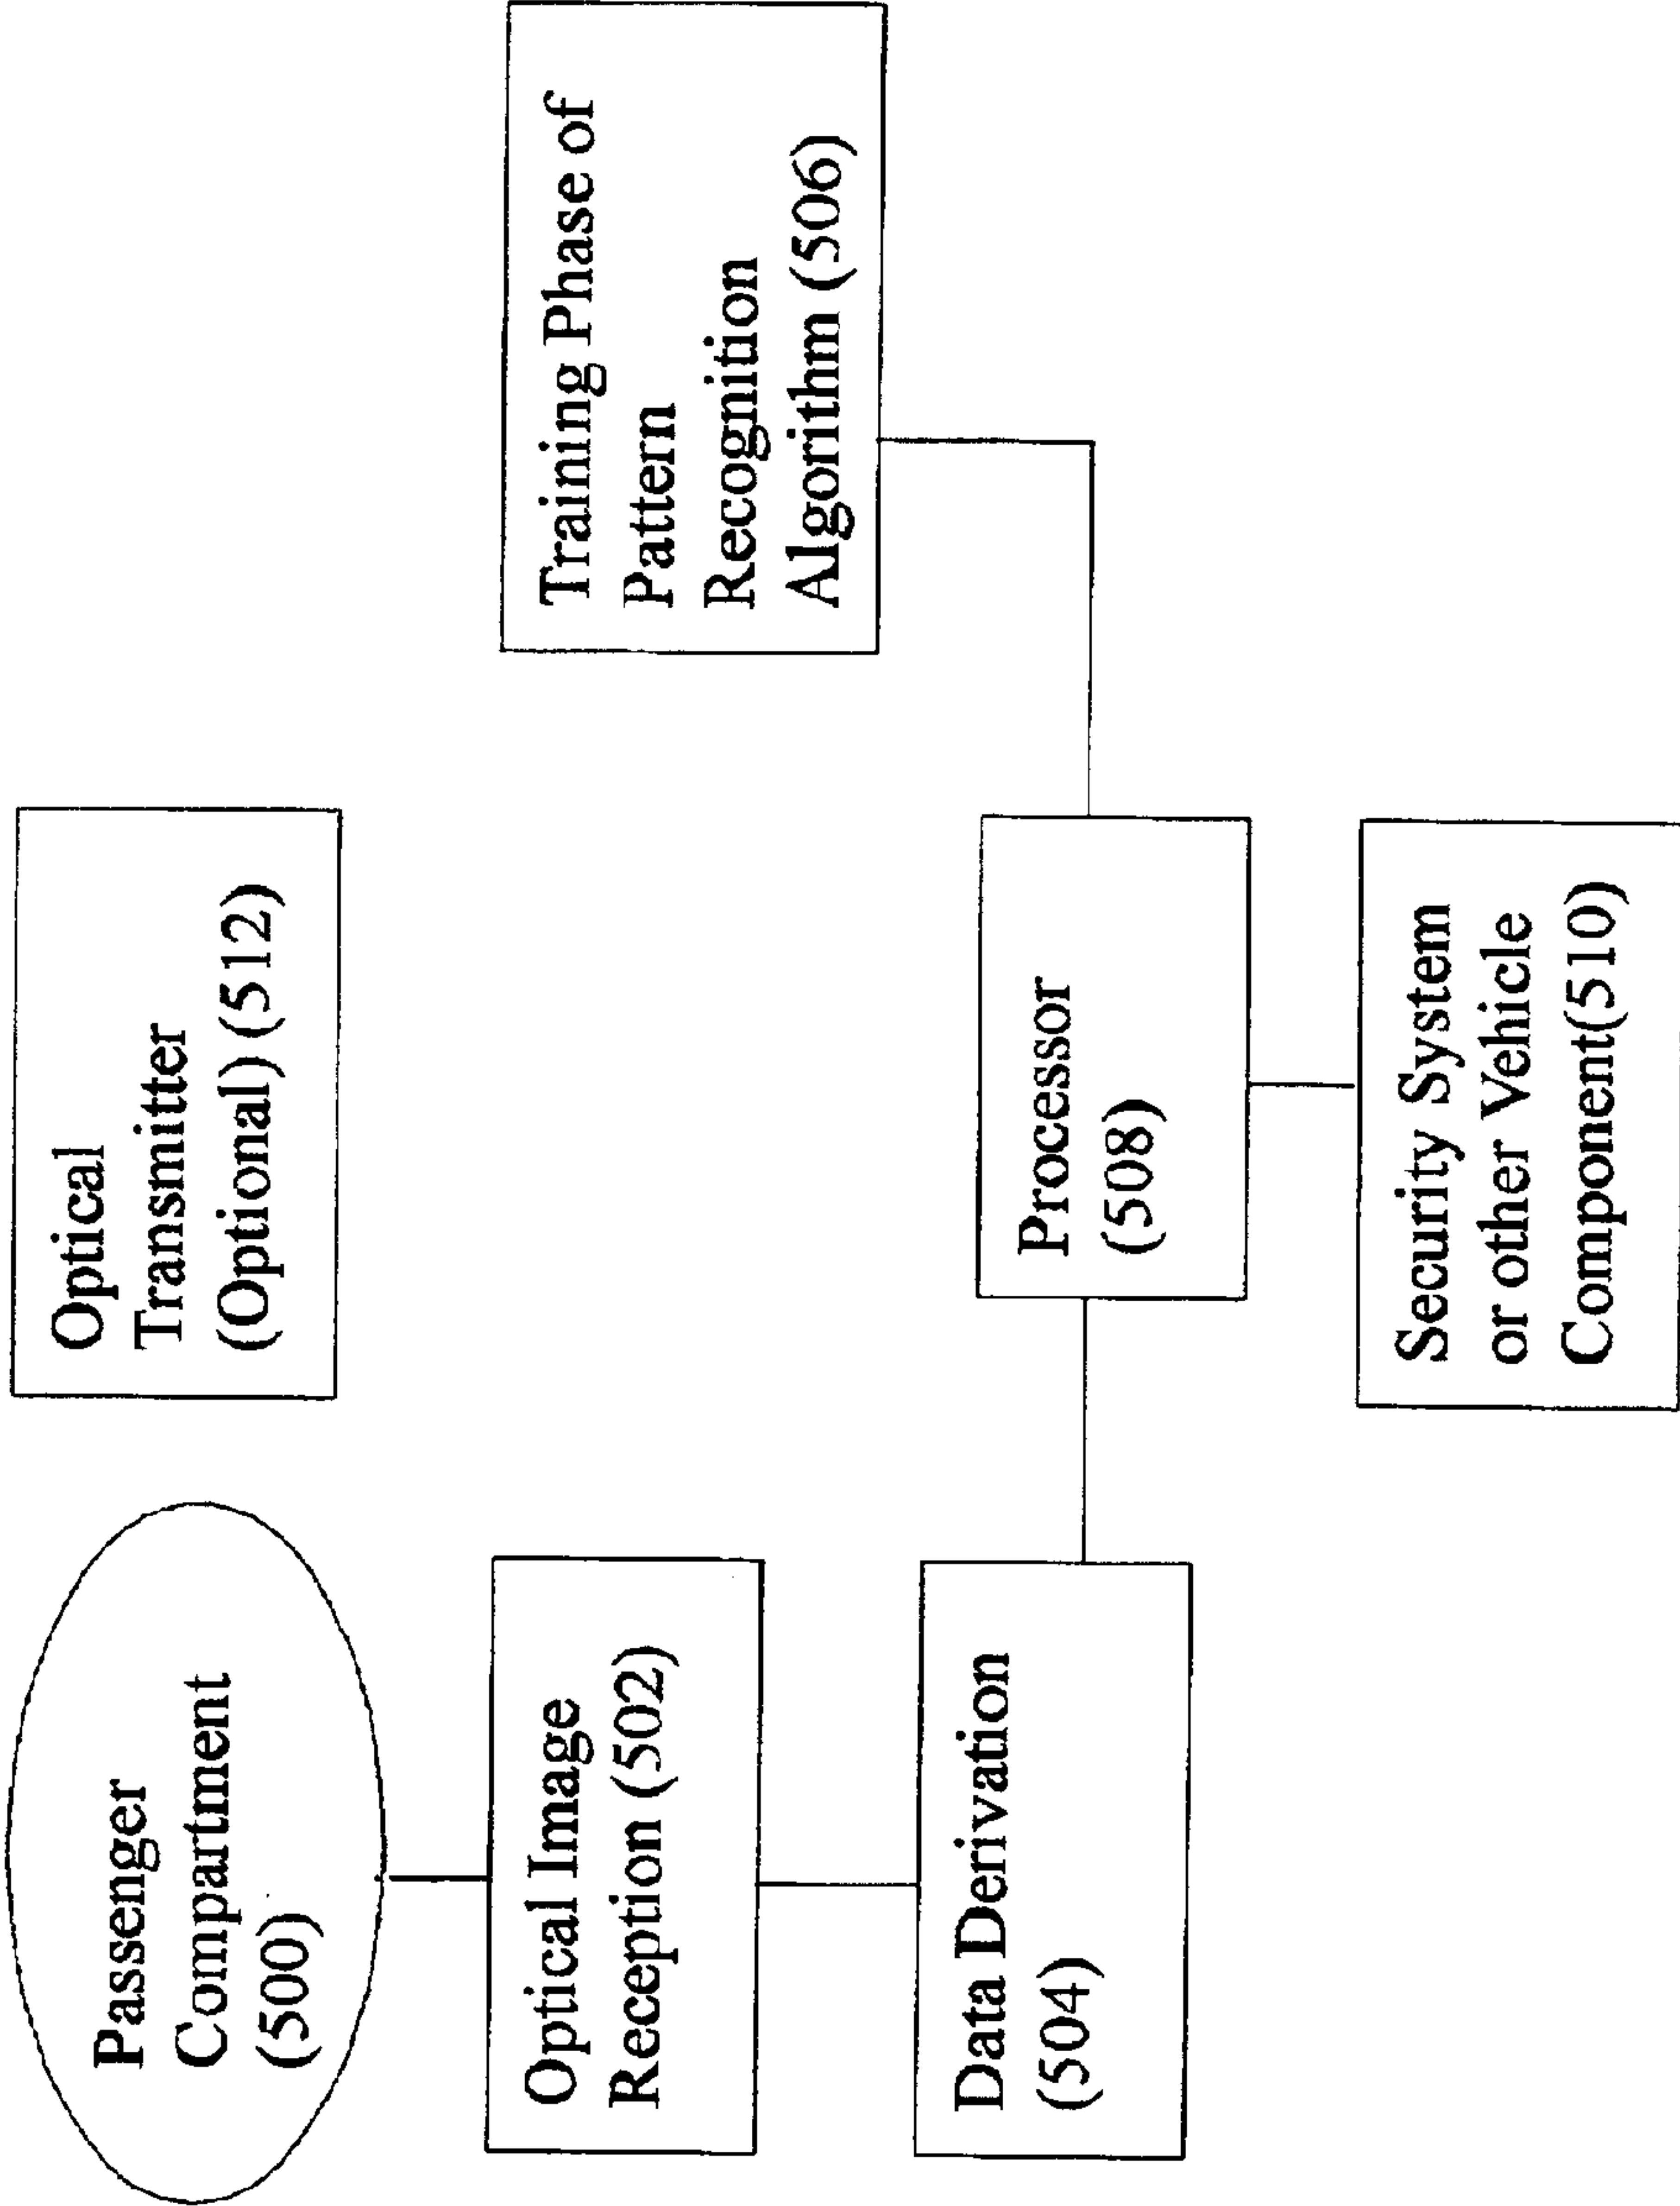 Passenger
Compartment
(500)
Optical
Transmitter
(Optional) (512)
Optical Image
Reception (502)
Training Phase of
Pattern
Recognition
Algorithm (506)
Data Derivation
(504)
Processor
(508)
Security System
or other Vehicle
Component(510)